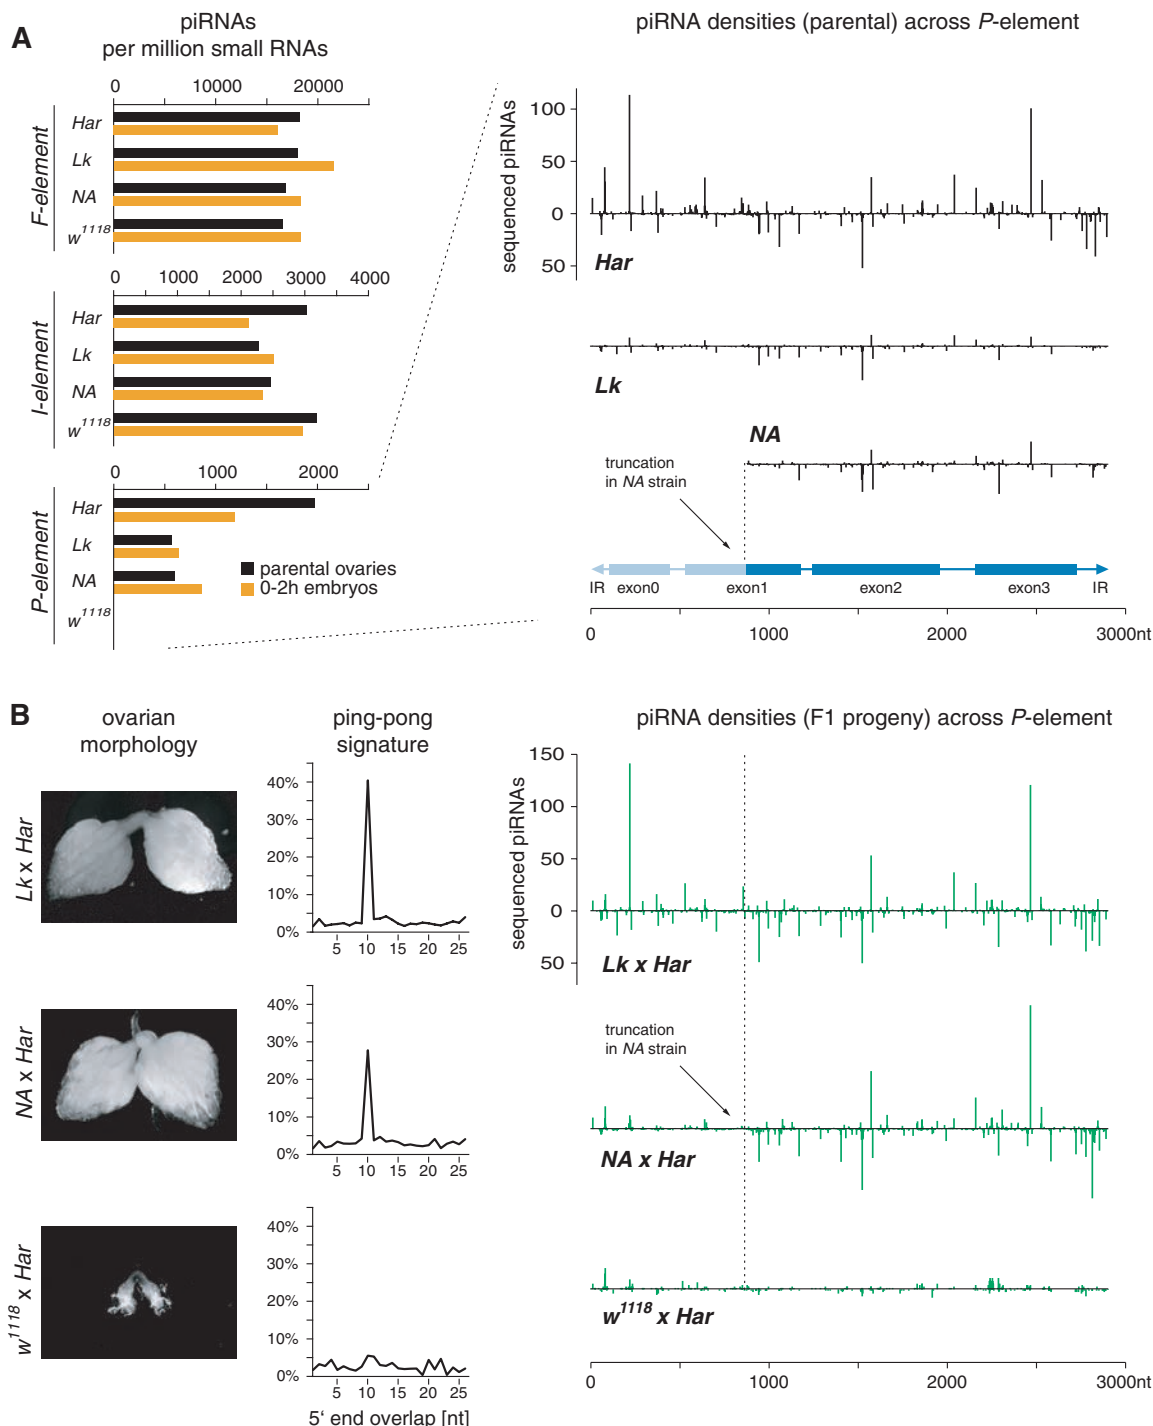 A
piRNAs
per million small RNAs
0 10000 20000
F-element
Har
Lk
NA
w1118
0 1000 2000 3000 4000
I-element
Har
Lk
NA
w1118
0 1000 2000
P-element
Har
Lk
NA
w1118
parental ovaries
0-2h embryos
piRNA densities (parental) across P-element
sequenced piRNAs
100
50
0
50
Har
Lk
NA
truncation
in NA strain
IR exon0 exon1 exon2 exon3 IR
0 1000 2000 3000nt
B
ovarian
morphology
ping-pong
signature
piRNA densities (F1 progeny) across P-element
Lk x Har
40%
30%
20%
10%
0%
5 10 15 20 25
sequenced piRNAs
150
100
50
0
50
Lk x Har
NA x Har
40%
30%
20%
10%
0%
5 10 15 20 25
truncation
in NA strain
NA x Har
w1118 x Har
40%
30%
20%
10%
0%
5 10 15 20 25
5‘ end overlap [nt]
w1118 x Har
0 1000 2000 3000nt